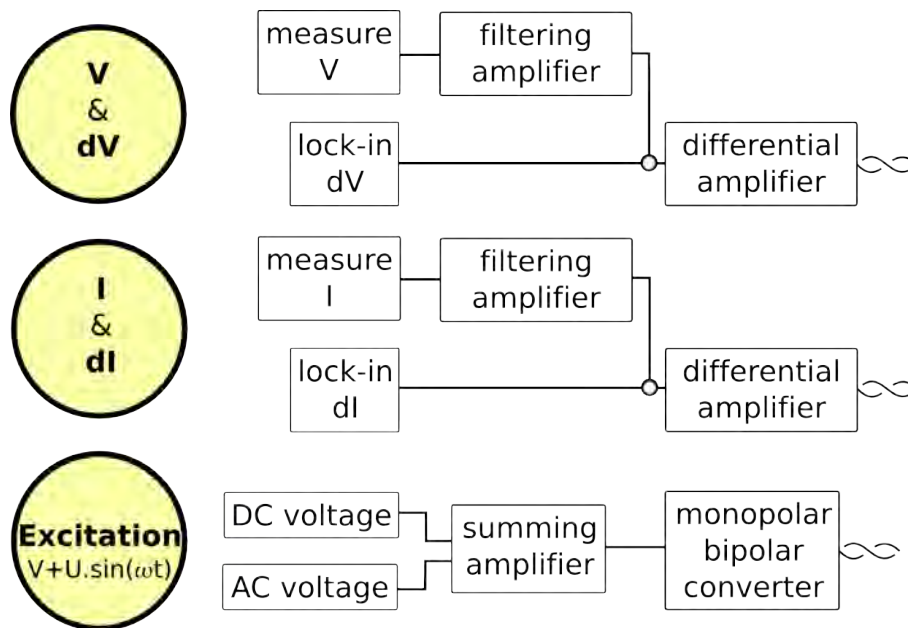 V
&
dV
measure
V
filtering
amplifier
lock-in
dV
differential
amplifier
I
&
dI
measure
I
filtering
amplifier
lock-in
dI
differential
amplifier
Excitation
V+U.sin(ωt)
DC voltage
AC voltage
summing
amplifier
monopolar
bipolar
converter